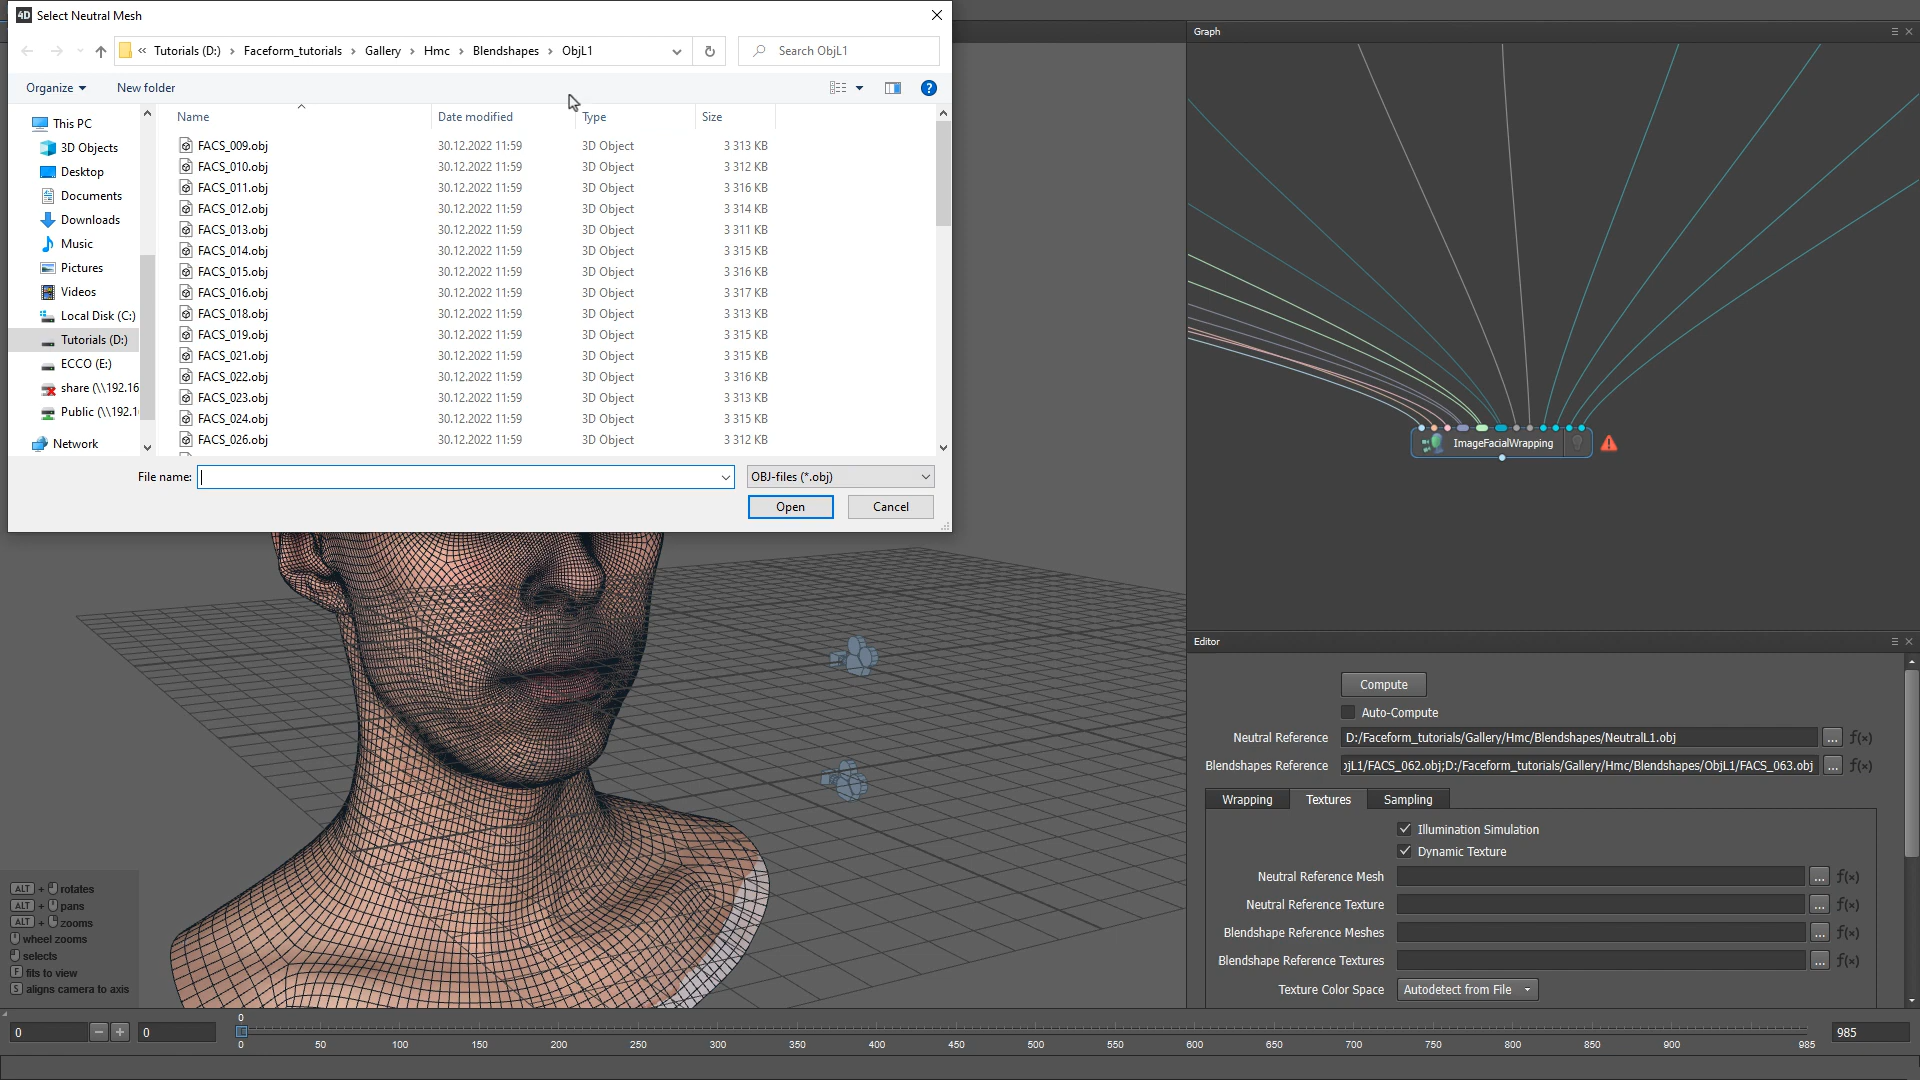 Select Neutral Mesh
« Tutorials (D:) › Faceform_tutorials › Gallery › Hmc › Blendshapes › ObjL1
Search ObjL1
Organize
New folder
Name
Date modified
Type
Size
This PC
3D Objects
Desktop
Documents
Downloads
Music
Pictures
Videos
Local Disk (C:)
Tutorials (D:)
ECCO (E:)
share (\\192.16
Public (\\192.1
Network
FACS_009.obj 30.12.2022 11:59 3D Object 3 313 KB
FACS_010.obj 30.12.2022 11:59 3D Object 3 312 KB
FACS_011.obj 30.12.2022 11:59 3D Object 3 316 KB
FACS_012.obj 30.12.2022 11:59 3D Object 3 314 KB
FACS_013.obj 30.12.2022 11:59 3D Object 3 311 KB
FACS_014.obj 30.12.2022 11:59 3D Object 3 315 KB
FACS_015.obj 30.12.2022 11:59 3D Object 3 316 KB
FACS_016.obj 30.12.2022 11:59 3D Object 3 317 KB
FACS_018.obj 30.12.2022 11:59 3D Object 3 313 KB
FACS_019.obj 30.12.2022 11:59 3D Object 3 315 KB
FACS_021.obj 30.12.2022 11:59 3D Object 3 315 KB
FACS_022.obj 30.12.2022 11:59 3D Object 3 316 KB
FACS_023.obj 30.12.2022 11:59 3D Object 3 313 KB
FACS_024.obj 30.12.2022 11:59 3D Object 3 315 KB
FACS_026.obj 30.12.2022 11:59 3D Object 3 312 KB
File name:
OBJ-files (*.obj)
Open
Cancel
Graph
ImageFacialWrapping
Editor
Compute
Auto-Compute
Neutral Reference D:/Faceform_tutorials/Gallery/Hmc/Blendshapes/NeutralL1.obj ... f(x)
Blendshapes Reference )jL1/FACS_062.obj;D:/Faceform_tutorials/Gallery/Hmc/Blendshapes/ObjL1/FACS_063.obj ... f(x)
Wrapping
Textures
Sampling
Illumination Simulation
Dynamic Texture
Neutral Reference Mesh ... f(x)
Neutral Reference Texture ... f(x)
Blendshape Reference Meshes ... f(x)
Blendshape Reference Textures ... f(x)
Texture Color Space Autodetect from File
ALT + rotates
ALT + pans
ALT + zooms
wheel zooms
selects
F fits to view
S aligns camera to axis
0 − + 0
0
0 50 100 150 200 250 300 350 400 450 500 550 600 650 700 750 800 850 900 985
985